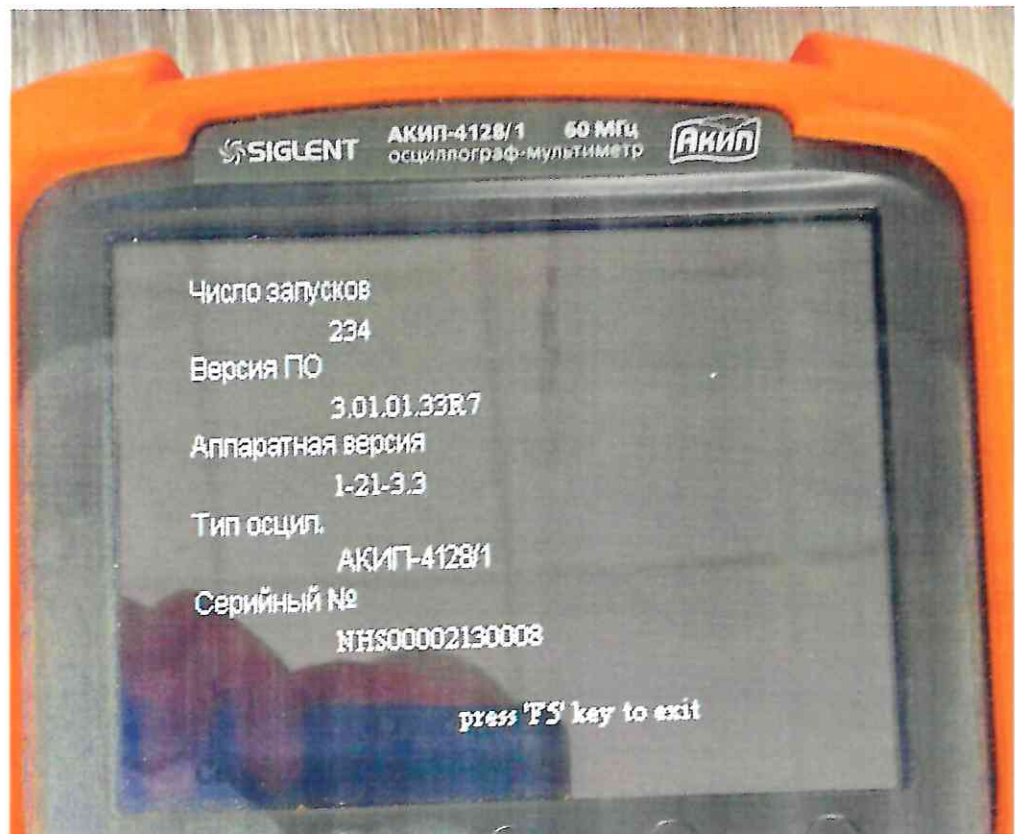 SIGLENT АКИП-4128/1 60 МГц АКИП
осциллограф-мультиметр
Число запусков
234
Версия ПО
3.01.01.33R7
Аппаратная версия
1-21-3.3
Тип осцил.
АКИП-4128/1
Серийный №
NHS00002130008
press 'F5' key to exit